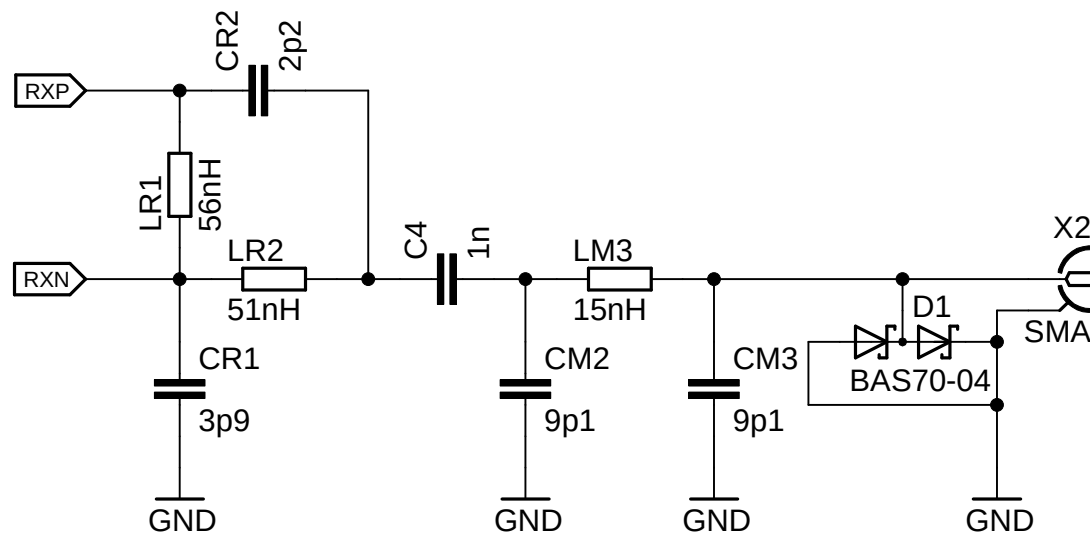 CR2
2p2
RXP
LR1
56nH
RXN
LR2
51nH
C4
1n
LM3
15nH
X2
SMA
D1
BAS70-04
CR1
3p9
CM2
9p1
CM3
9p1
GND
GND
GND
GND